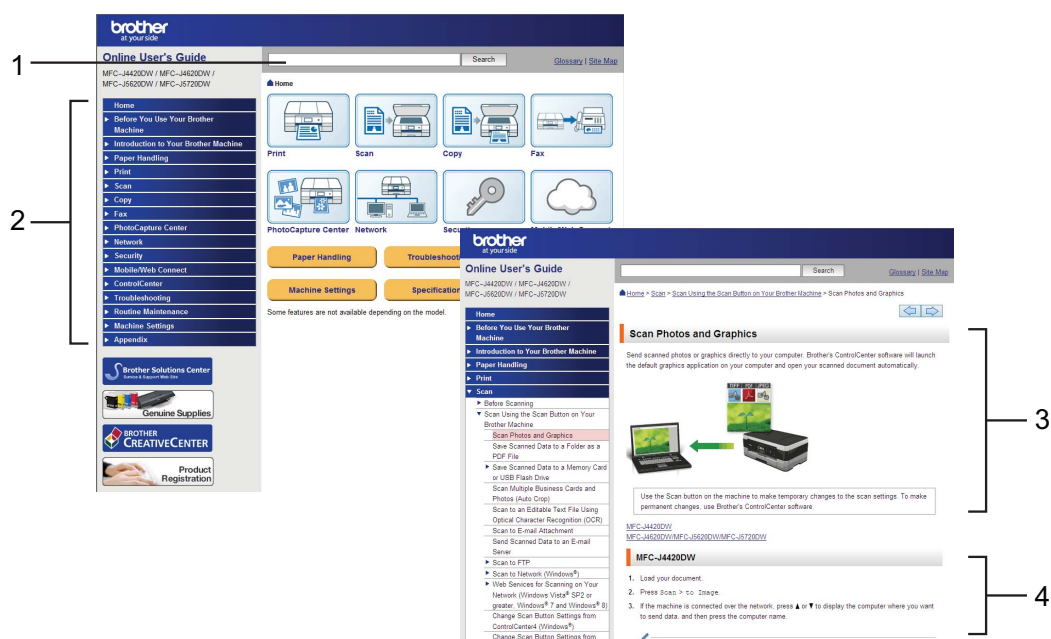 1
2
3
4
brother
at your side
Online User's Guide
MFC-J4420DW / MFC-J4620DW /
MFC-J5620DW / MFC-J5720DW
Search
Glossary | Site Map
Home
Home
Before You Use Your Brother
Machine
Introduction to Your Brother Machine
Paper Handling
Print
Scan
Copy
Fax
PhotoCapture Center
Network
Security
Mobile/Web Connect
ControlCenter
Troubleshooting
Routine Maintenance
Machine Settings
Appendix
Brother Solutions Center
Service & Support Web Site
Genuine Supplies
BROTHER
CREATIVECENTER
Product
Registration
Print
Scan
Copy
Fax
PhotoCapture Center
Network
Secu
Paper Handling
Troubleshooti
Machine Settings
Specification
Some features are not available depending on the model.
brother
at your side
Online User's Guide
MFC-J4420DW / MFC-J4620DW /
MFC-J5620DW / MFC-J5720DW
Search
Glossary | Site Map
Home > Scan > Scan Using the Scan Button on Your Brother Machine > Scan Photos and Graphics
Home
Before You Use Your Brother
Machine
Introduction to Your Brother Machine
Paper Handling
Print
Scan
Before Scanning
Scan Using the Scan Button on Your
Brother Machine
Scan Photos and Graphics
Save Scanned Data to a Folder as a
PDF File
Save Scanned Data to a Memory Card
or USB Flash Drive
Scan Multiple Business Cards and
Photos (Auto Crop)
Scan to an Editable Text File Using
Optical Character Recognition (OCR)
Scan to E-mail Attachment
Send Scanned Data to an E-mail
Server
Scan to FTP
Scan to Network (Windows®)
Web Services for Scanning on Your
Network (Windows Vista® SP2 or
greater, Windows® 7 and Windows® 8)
Change Scan Button Settings from
ControlCenter4 (Windows®)
Change Scan Button Settings from
Scan Photos and Graphics
Send scanned photos or graphics directly to your computer. Brother's ControlCenter software will launch
the default graphics application on your computer and open your scanned document automatically.
TIFF PDF JPEG
Use the Scan button on the machine to make temporary changes to the scan settings. To make
permanent changes, use Brother's ControlCenter software.
MFC-J4420DW
MFC-J4620DW/MFC-J5620DW/MFC-J5720DW
MFC-J4420DW
1. Load your document.
2. Press Scan > to Image.
3. If the machine is connected over the network, press ▲ or ▼ to display the computer where you want
to send data, and then press the computer name.